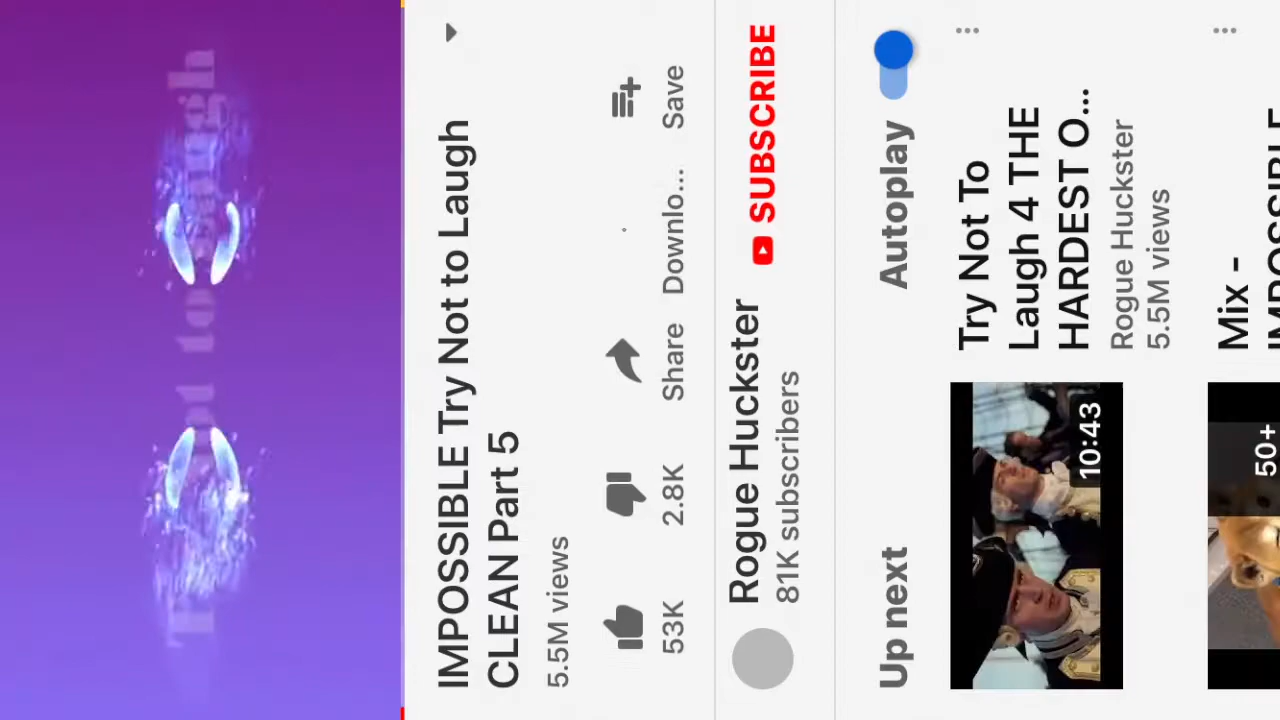 to
IMPOSSIBLE Try Not to Laugh
CLEAN Part 5
5.5M views
53K
2.8K
Share
Downlo...
Save
Rogue Huckster
81K subscribers
SUBSCRIBE
Up next
Autoplay
10:43
Try Not To
Laugh 4 THE
HARDEST O...
Rogue Huckster
5.5M views
50+
Mix -